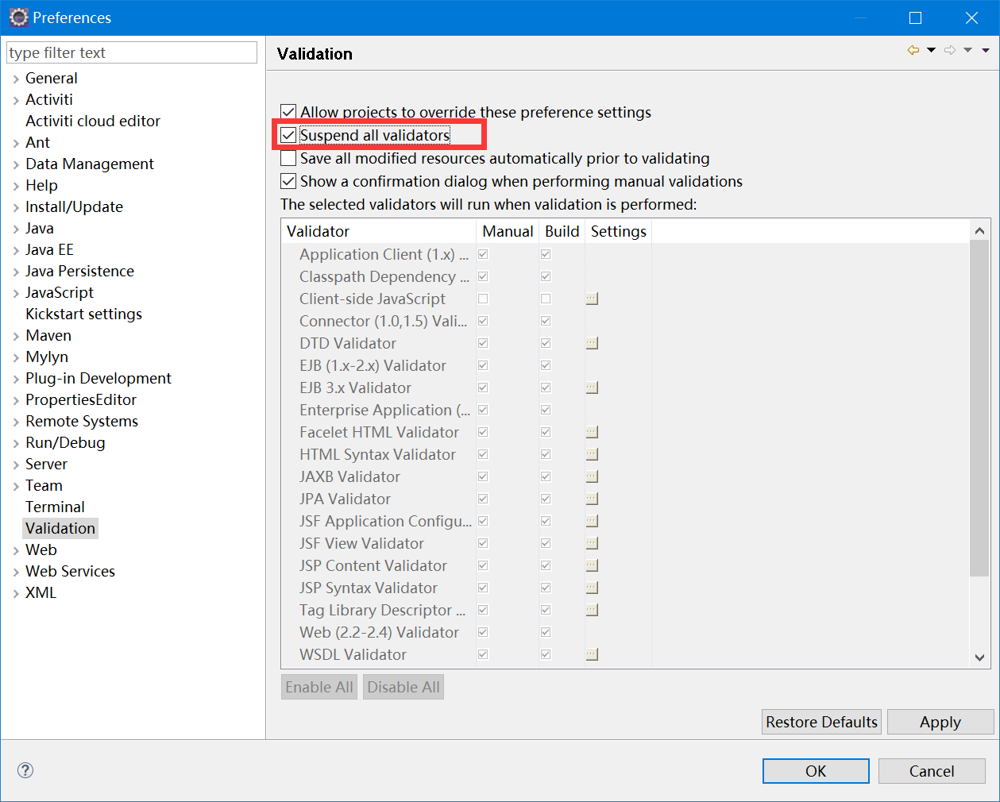 Preferences
type filter text
General
Activiti
Activiti cloud editor
Ant
Data Management
Help
Install/Update
Java
Java EE
Java Persistence
JavaScript
Kickstart settings
Maven
Mylyn
Plug-in Development
PropertiesEditor
Remote Systems
Run/Debug
Server
Team
Terminal
Validation
Web
Web Services
XML
Validation
Allow projects to override these preference settings
Suspend all validators
Save all modified resources automatically prior to validating
Show a confirmation dialog when performing manual validations
The selected validators will run when validation is performed:
Validator Manual Build Settings
Application Client (1.x) ...
Classpath Dependency ...
Client-side JavaScript
Connector (1.0,1.5) Vali...
DTD Validator
EJB (1.x-2.x) Validator
EJB 3.x Validator
Enterprise Application (...
Facelet HTML Validator
HTML Syntax Validator
JAXB Validator
JPA Validator
JSF Application Configu...
JSF View Validator
JSP Content Validator
JSP Syntax Validator
Tag Library Descriptor ...
Web (2.2-2.4) Validator
WSDL Validator
Enable All Disable All
Restore Defaults Apply
? OK Cancel